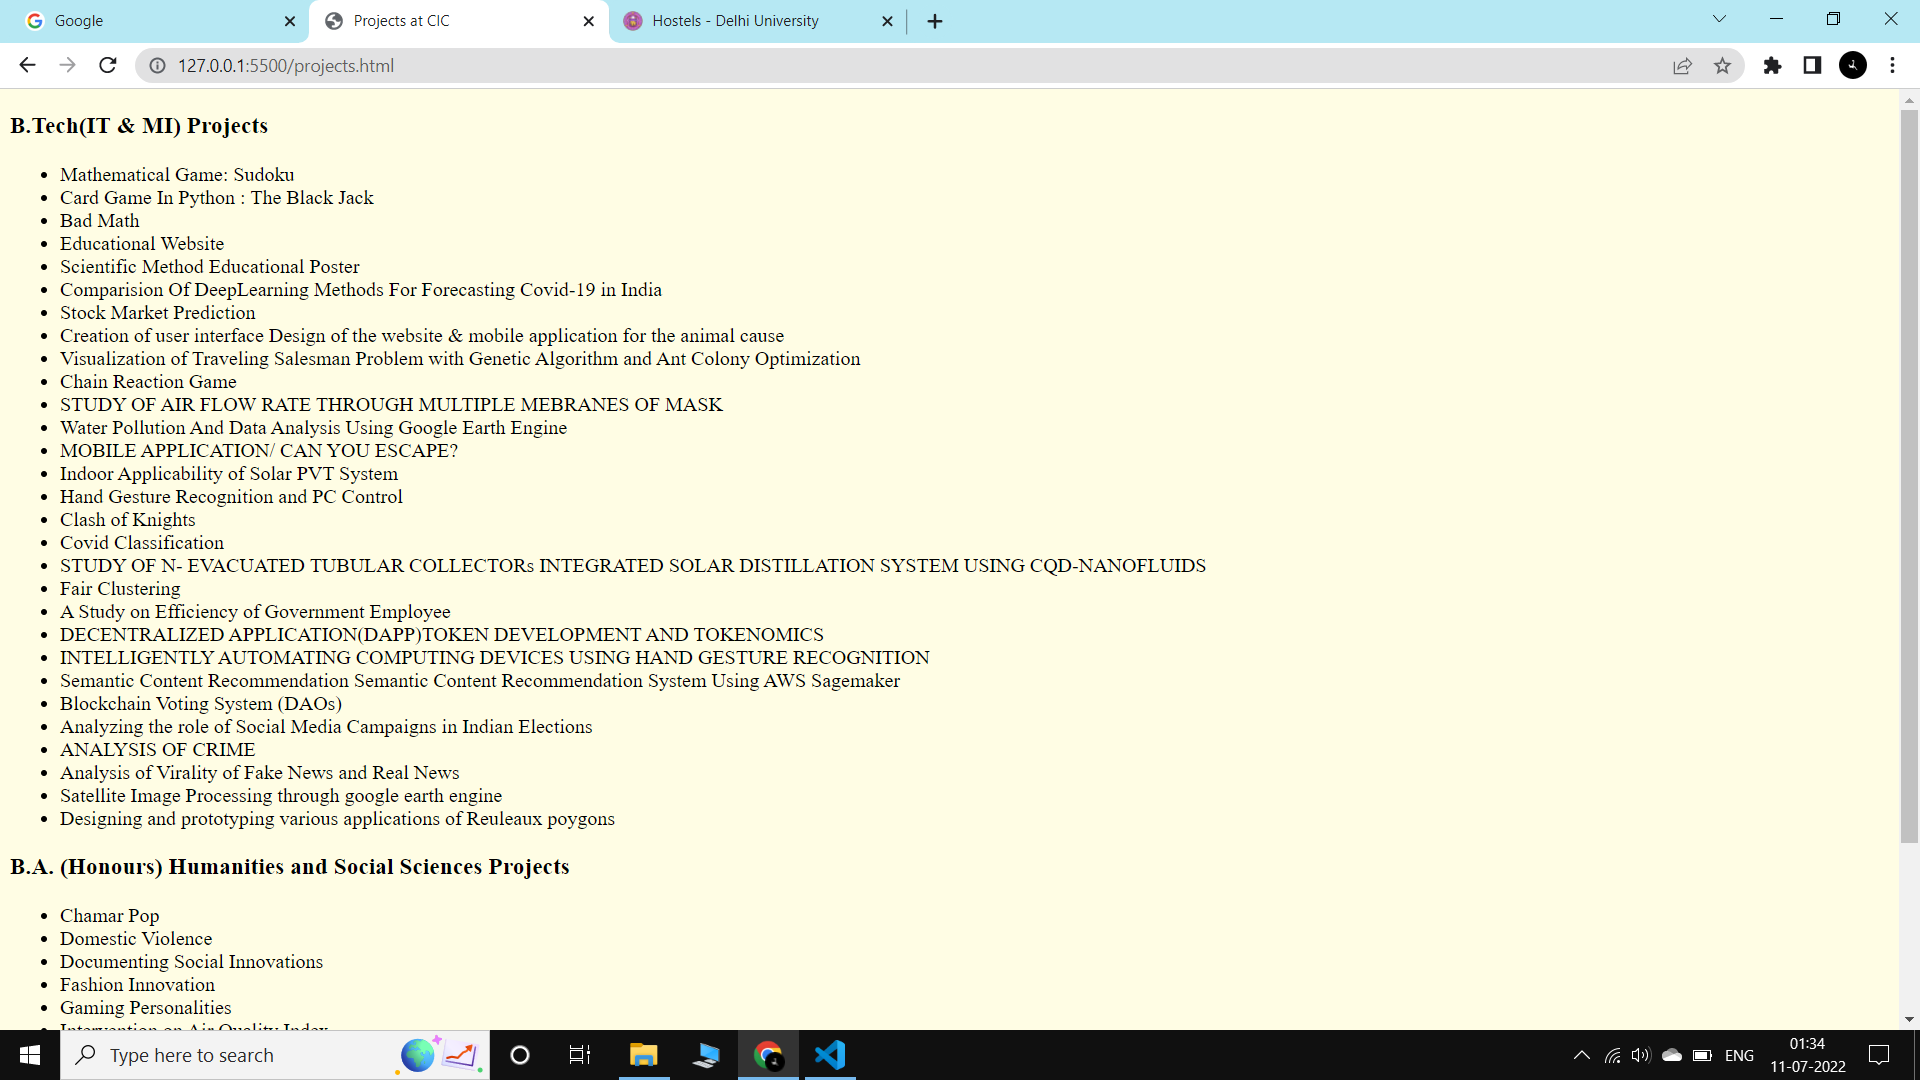 Google
Projects at CIC
Hostels - Delhi University
127.0.0.1:5500/projects.html
B.Tech(IT & MI) Projects
Mathematical Game: Sudoku
Card Game In Python : The Black Jack
Bad Math
Educational Website
Scientific Method Educational Poster
Comparision Of DeepLearning Methods For Forecasting Covid-19 in India
Stock Market Prediction
Creation of user interface Design of the website & mobile application for the animal cause
Visualization of Traveling Salesman Problem with Genetic Algorithm and Ant Colony Optimization
Chain Reaction Game
STUDY OF AIR FLOW RATE THROUGH MULTIPLE MEBRANES OF MASK
Water Pollution And Data Analysis Using Google Earth Engine
MOBILE APPLICATION/ CAN YOU ESCAPE?
Indoor Applicability of Solar PVT System
Hand Gesture Recognition and PC Control
Clash of Knights
Covid Classification
STUDY OF N- EVACUATED TUBULAR COLLECTORs INTEGRATED SOLAR DISTILLATION SYSTEM USING CQD-NANOFLUIDS
Fair Clustering
A Study on Efficiency of Government Employee
DECENTRALIZED APPLICATION(DAPP)TOKEN DEVELOPMENT AND TOKENOMICS
INTELLIGENTLY AUTOMATING COMPUTING DEVICES USING HAND GESTURE RECOGNITION
Semantic Content Recommendation Semantic Content Recommendation System Using AWS Sagemaker
Blockchain Voting System (DAOs)
Analyzing the role of Social Media Campaigns in Indian Elections
ANALYSIS OF CRIME
Analysis of Virality of Fake News and Real News
Satellite Image Processing through google earth engine
Designing and prototyping various applications of Reuleaux poygons
B.A. (Honours) Humanities and Social Sciences Projects
Chamar Pop
Domestic Violence
Documenting Social Innovations
Fashion Innovation
Gaming Personalities
Intervention on Air Quality Index
Type here to search
ENG
01:34
11-07-2022